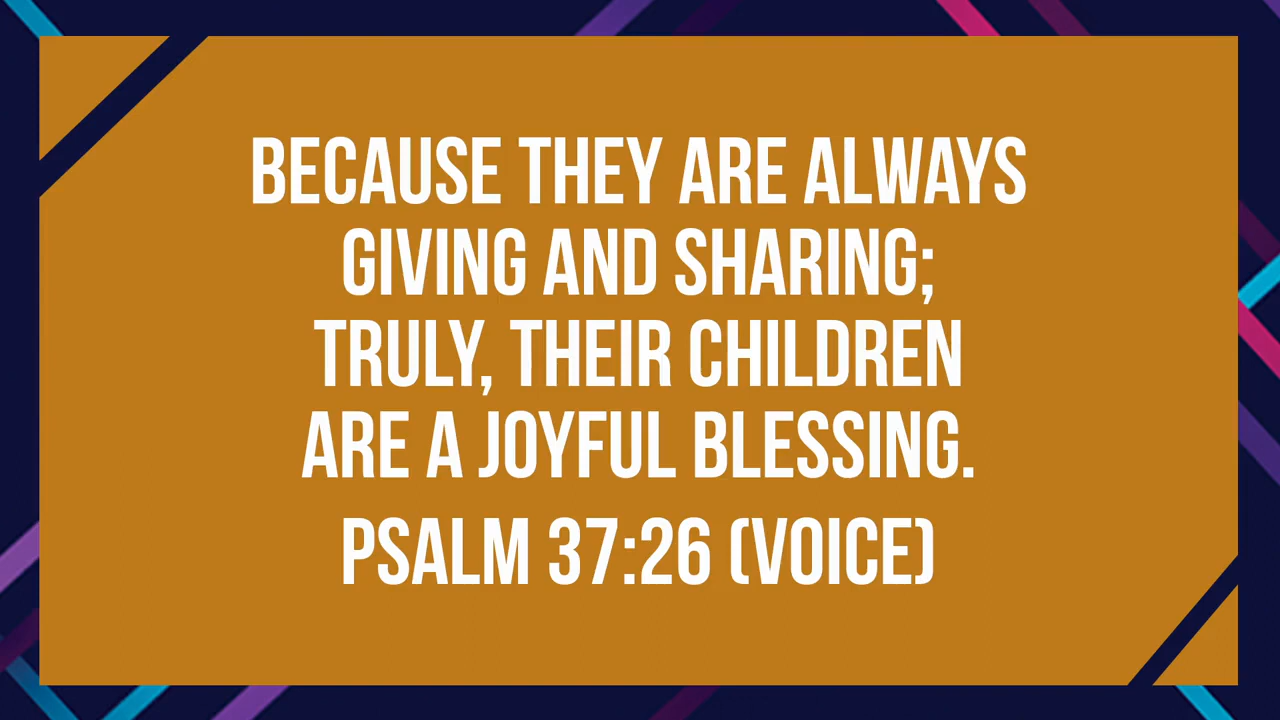 BECAUSE THEY ARE ALWAYS
GIVING AND SHARING;
TRULY, THEIR CHILDREN
ARE A JOYFUL BLESSING.
PSALM 37:26 (VOICE)